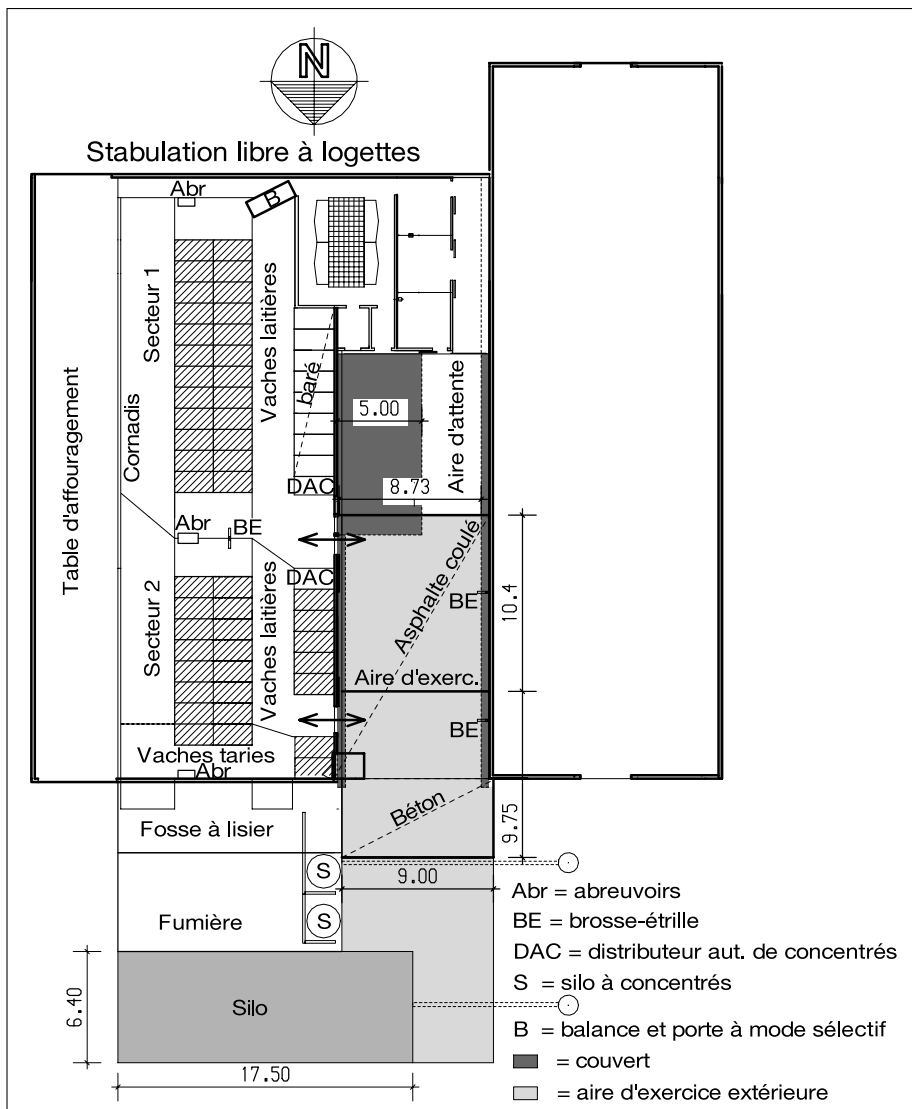 N
Stabulation libre à logettes
Abr
B
Secteur 1
Vaches laitières
baré
Table d'affouragement
Cornadis
5.00
Aire d'attente
DAC
8.73
Abr
BE
DAC
Asphalte coulé
BE
10.4
Secteur 2
Vaches laitières
Aire d'exerc.
BE
Vaches taries
Abr
Béton
9.75
Fosse à lisier
S
9.00
Fumière
S
Silo
6.40
17.50
Abr = abreuvoirs
BE = brosse-étrille
DAC = distributeur aut. de concentrés
S = silo à concentrés
B = balance et porte à mode sélectif
= couvert
= aire d'exercice extérieure